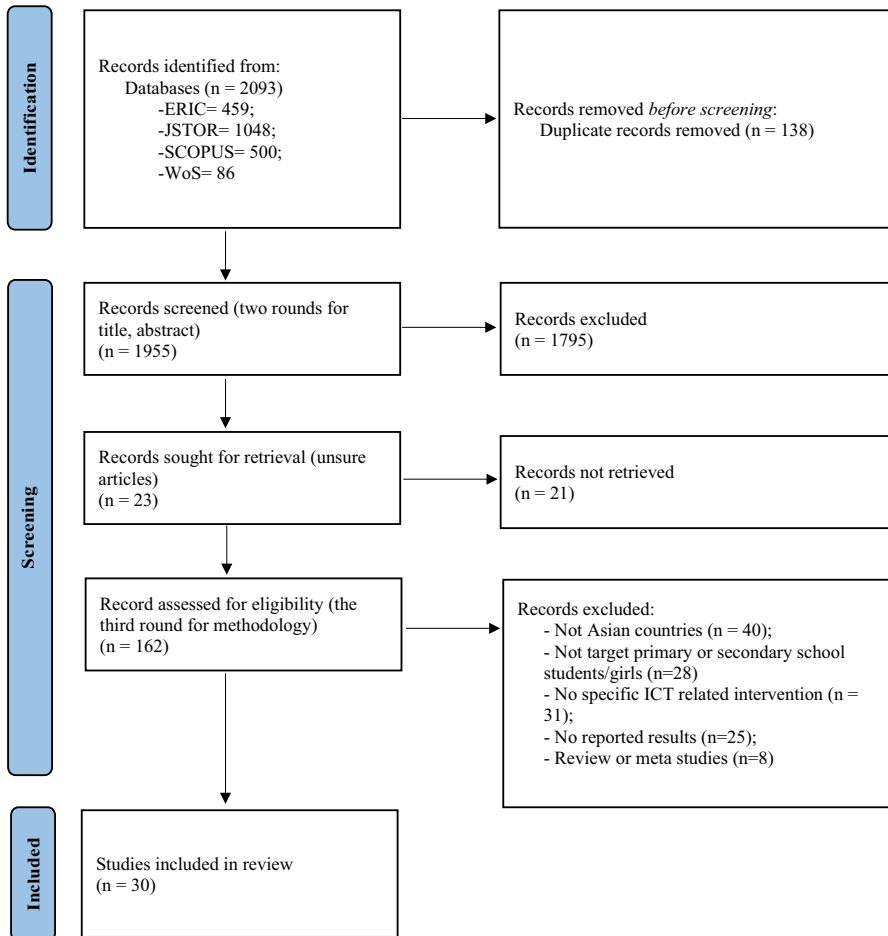 Identification
Records identified from:
Databases (n = 2093)
-ERIC= 459;
-JSTOR= 1048;
-SCOPUS= 500;
-WoS= 86
Records removed before screening:
Duplicate records removed (n = 138)
Screening
Records screened (two rounds for
title, abstract)
(n = 1955)
Records excluded
(n = 1795)
Records sought for retrieval (unsure
articles)
(n = 23)
Records not retrieved
(n = 21)
Record assessed for eligibility (the
third round for methodology)
(n = 162)
Records excluded:
- Not Asian countries (n = 40);
- Not target primary or secondary school
students/girls (n=28)
- No specific ICT related intervention (n =
31);
- No reported results (n=25);
- Review or meta studies (n=8)
Included
Studies included in review
(n = 30)